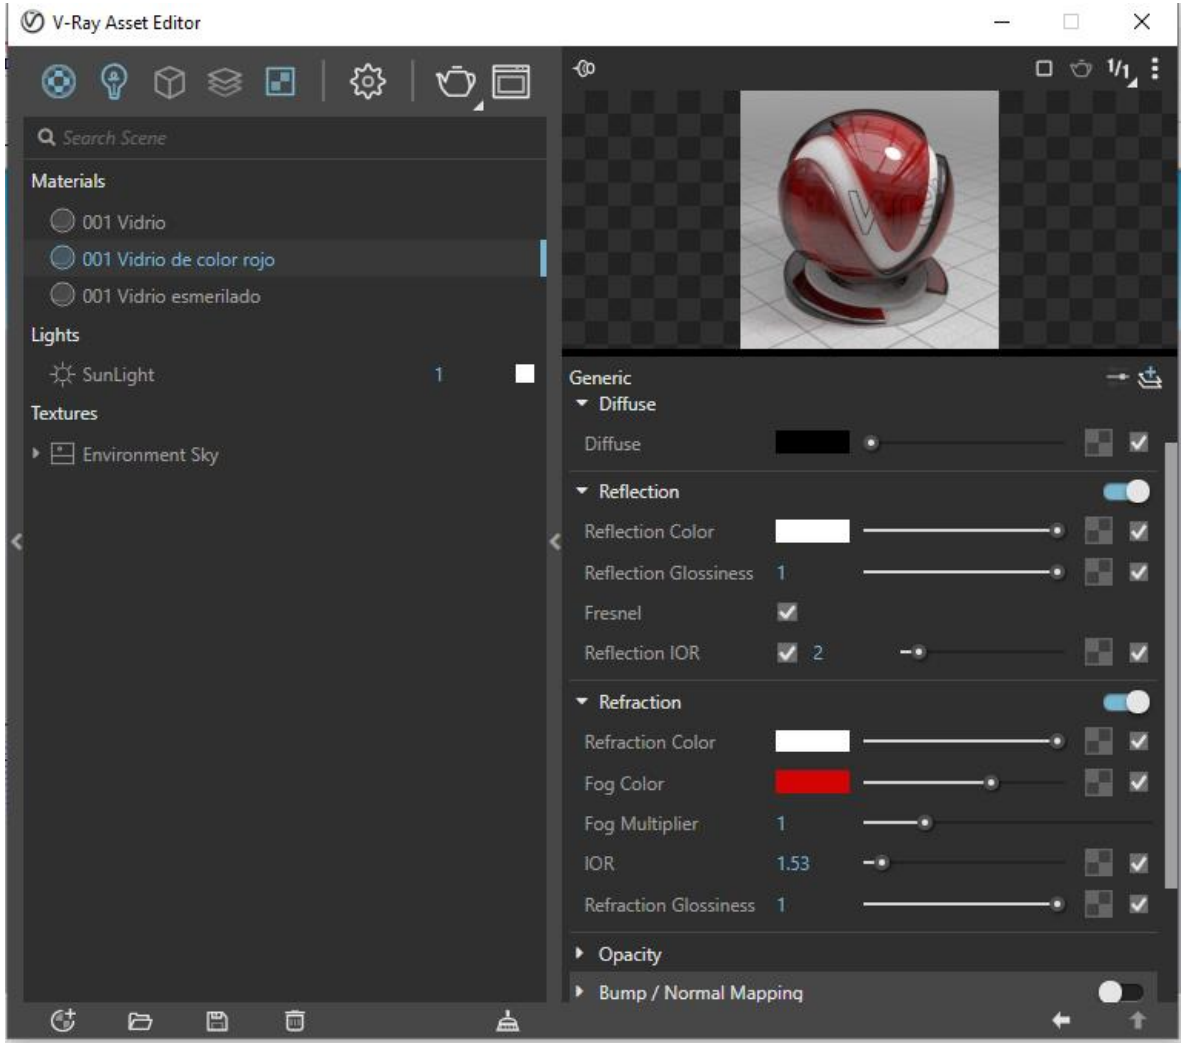 V-Ray Asset Editor
1/1
Search Scene
Materials
001 Vidrio
001 Vidrio de color rojo
001 Vidrio esmerilado
Lights
SunLight 1
Textures
Environment Sky
Generic
Diffuse
Diffuse
Reflection
Reflection Color
Reflection Glossiness 1
Fresnel
Reflection IOR 2
Refraction
Refraction Color
Fog Color
Fog Multiplier 1
IOR 1.53
Refraction Glossiness 1
Opacity
Bump / Normal Mapping